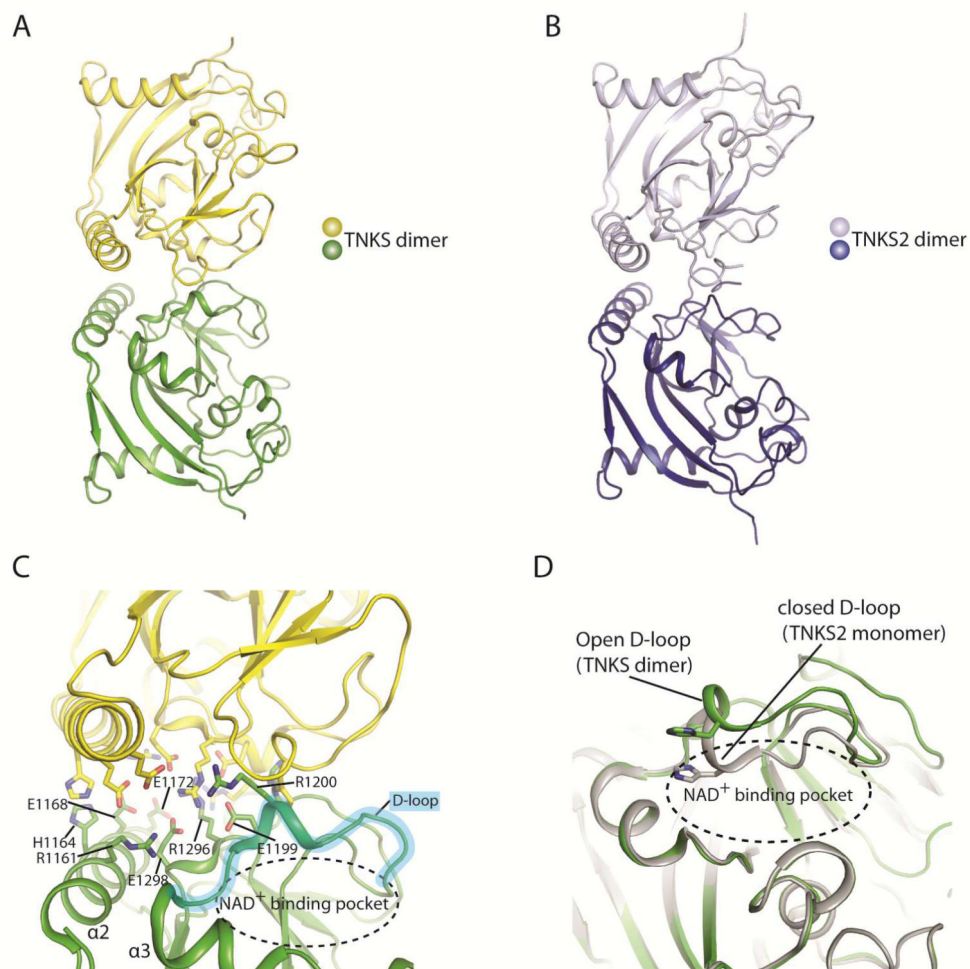 A
B
TNKS dimer
TNKS2 dimer
C
D
closed D-loop
(TNKS2 monomer)
Open D-loop
(TNKS dimer)
E1172
R1200
E1168
D-loop
H1164
R1161
R1296
E1199
E1298
NAD⁺ binding pocket
NAD⁺ binding pocket
α2
α3